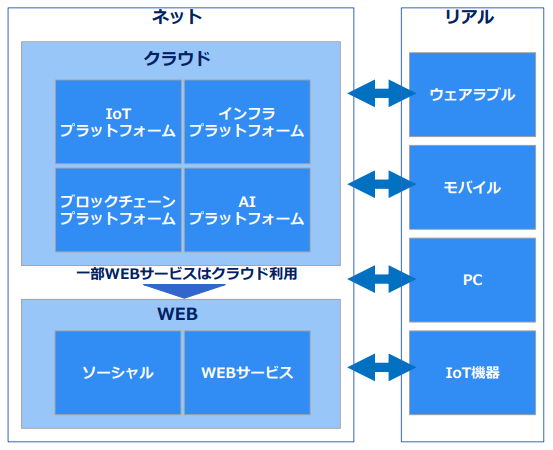 ネット
クラウド
IoT
プラットフォーム
インフラ
プラットフォーム
ブロックチェーン
プラットフォーム
AI
プラットフォーム
一部WEBサービスはクラウド利用
WEB
ソーシャル
WEBサービス
リアル
ウェアラブル
モバイル
PC
IoT機器